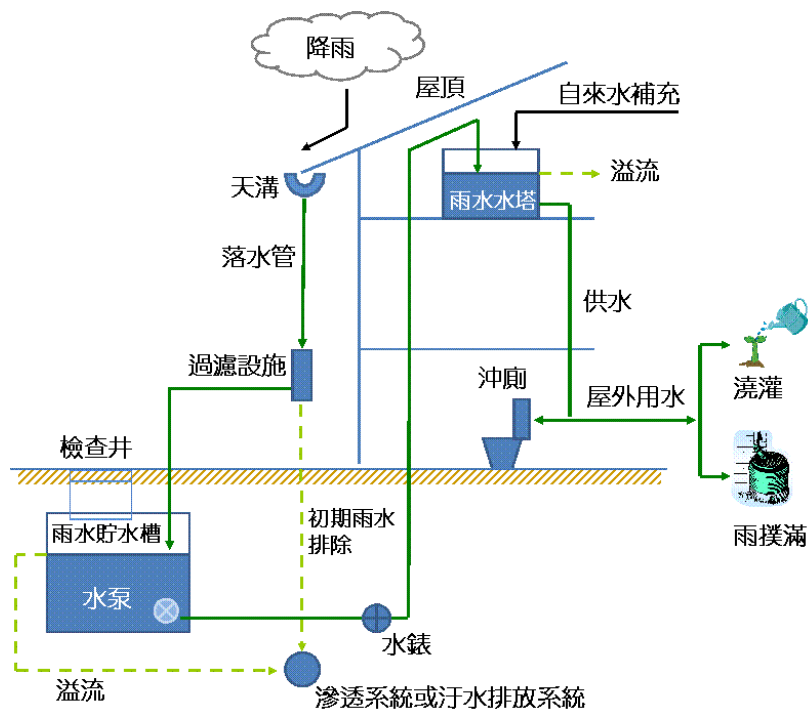 降雨
屋頂
自來水補充
天溝
雨水水塔
溢流
落水管
供水
過濾設施
沖廁
屋外用水
澆灌
檢查井
雨水貯水槽
初期雨水
排除
雨撲滿
水泵
水錶
溢流
滲透系統或汙水排放系統